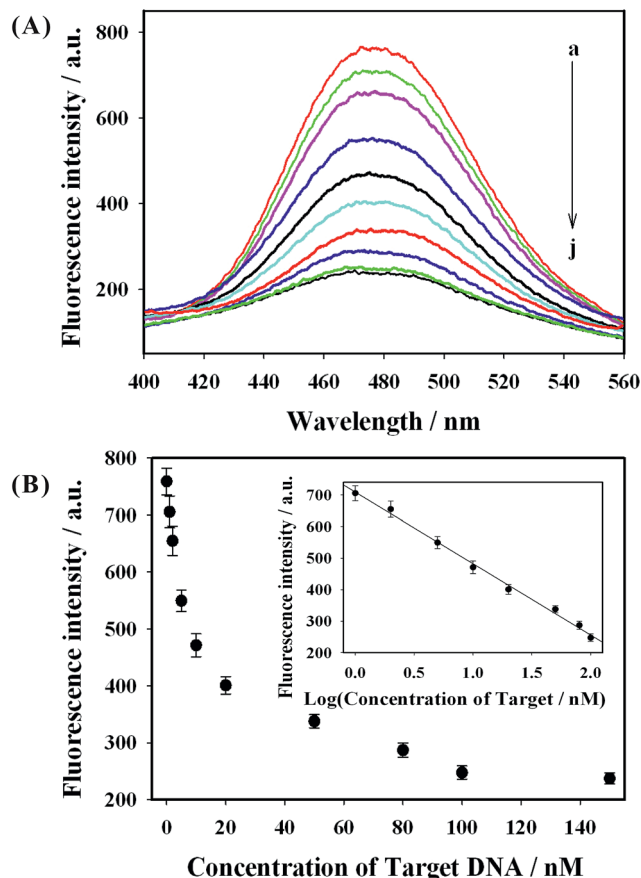 (A)
800
600
400
200
Fluorescence intensity / a.u.
a
j
400 420 440 460 480 500 520 540 560
Wavelength / nm
(B)
800
700
600
500
400
300
200
Fluorescence intensity / a.u.
700
600
500
400
300
200
Fluorescence intensity / a.u.
0.0 0.5 1.0 1.5 2.0
Log(Concentration of Target / nM)
0 20 40 60 80 100 120 140
Concentration of Target DNA / nM